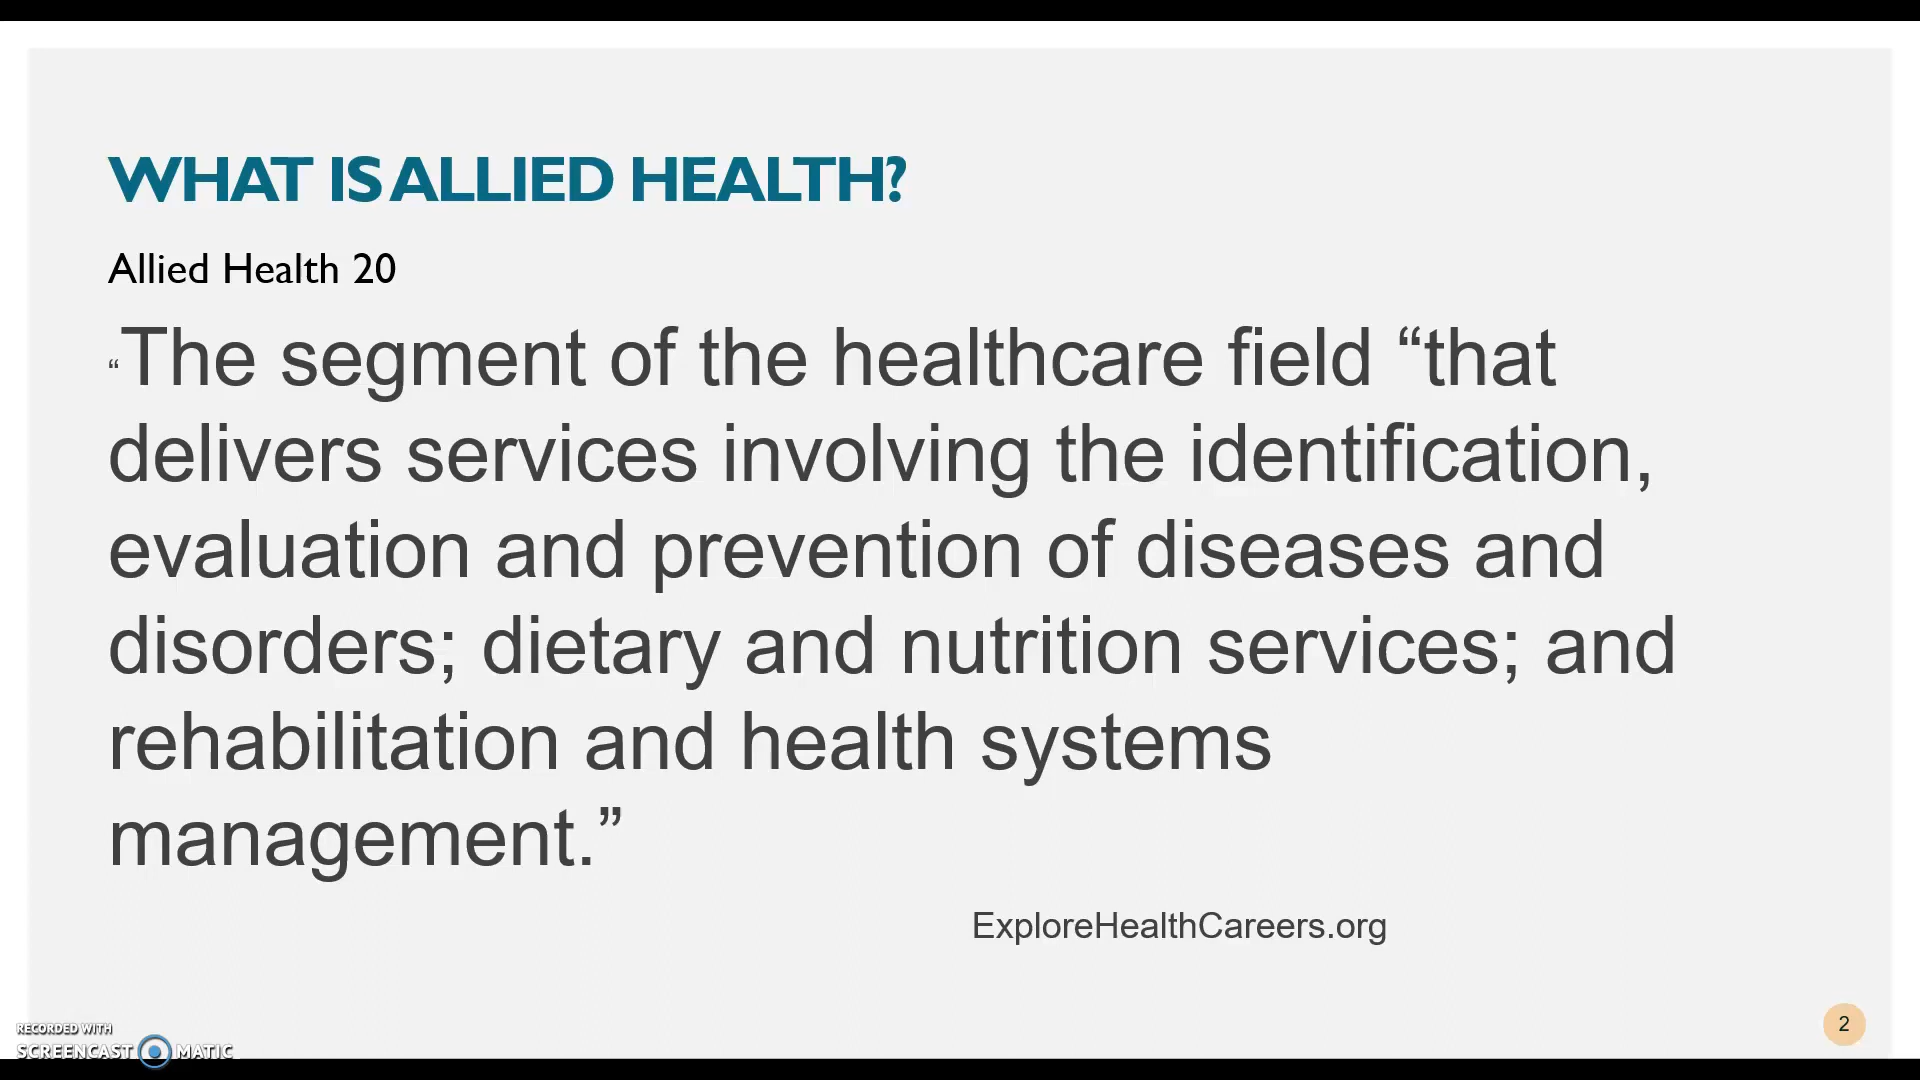 WHAT IS ALLIED HEALTH?
Allied Health 20
“The segment of the healthcare field “that
delivers services involving the identification,
evaluation and prevention of diseases and
disorders; dietary and nutrition services; and
rehabilitation and health systems
management.”
ExploreHealthCareers.org
2
RECORDED WITH
SCREENCAST MATIC